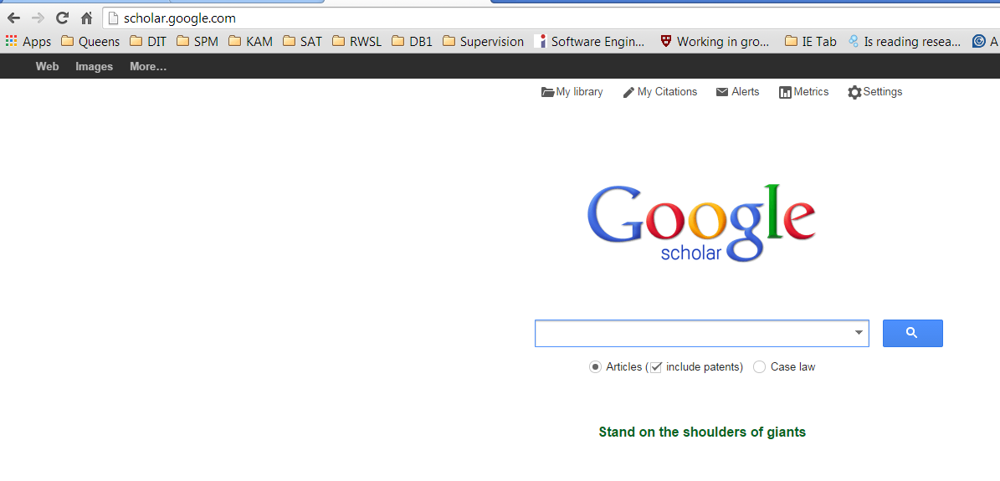 scholar.google.com
Apps Queens DIT SPM KAM SAT RWSL DB1 Supervision Software Engin... Working in gro... IE Tab Is reading resea... A
Web Images More...
My library My Citations Alerts Metrics Settings
Google
scholar
Articles (include patents) Case law
Stand on the shoulders of giants